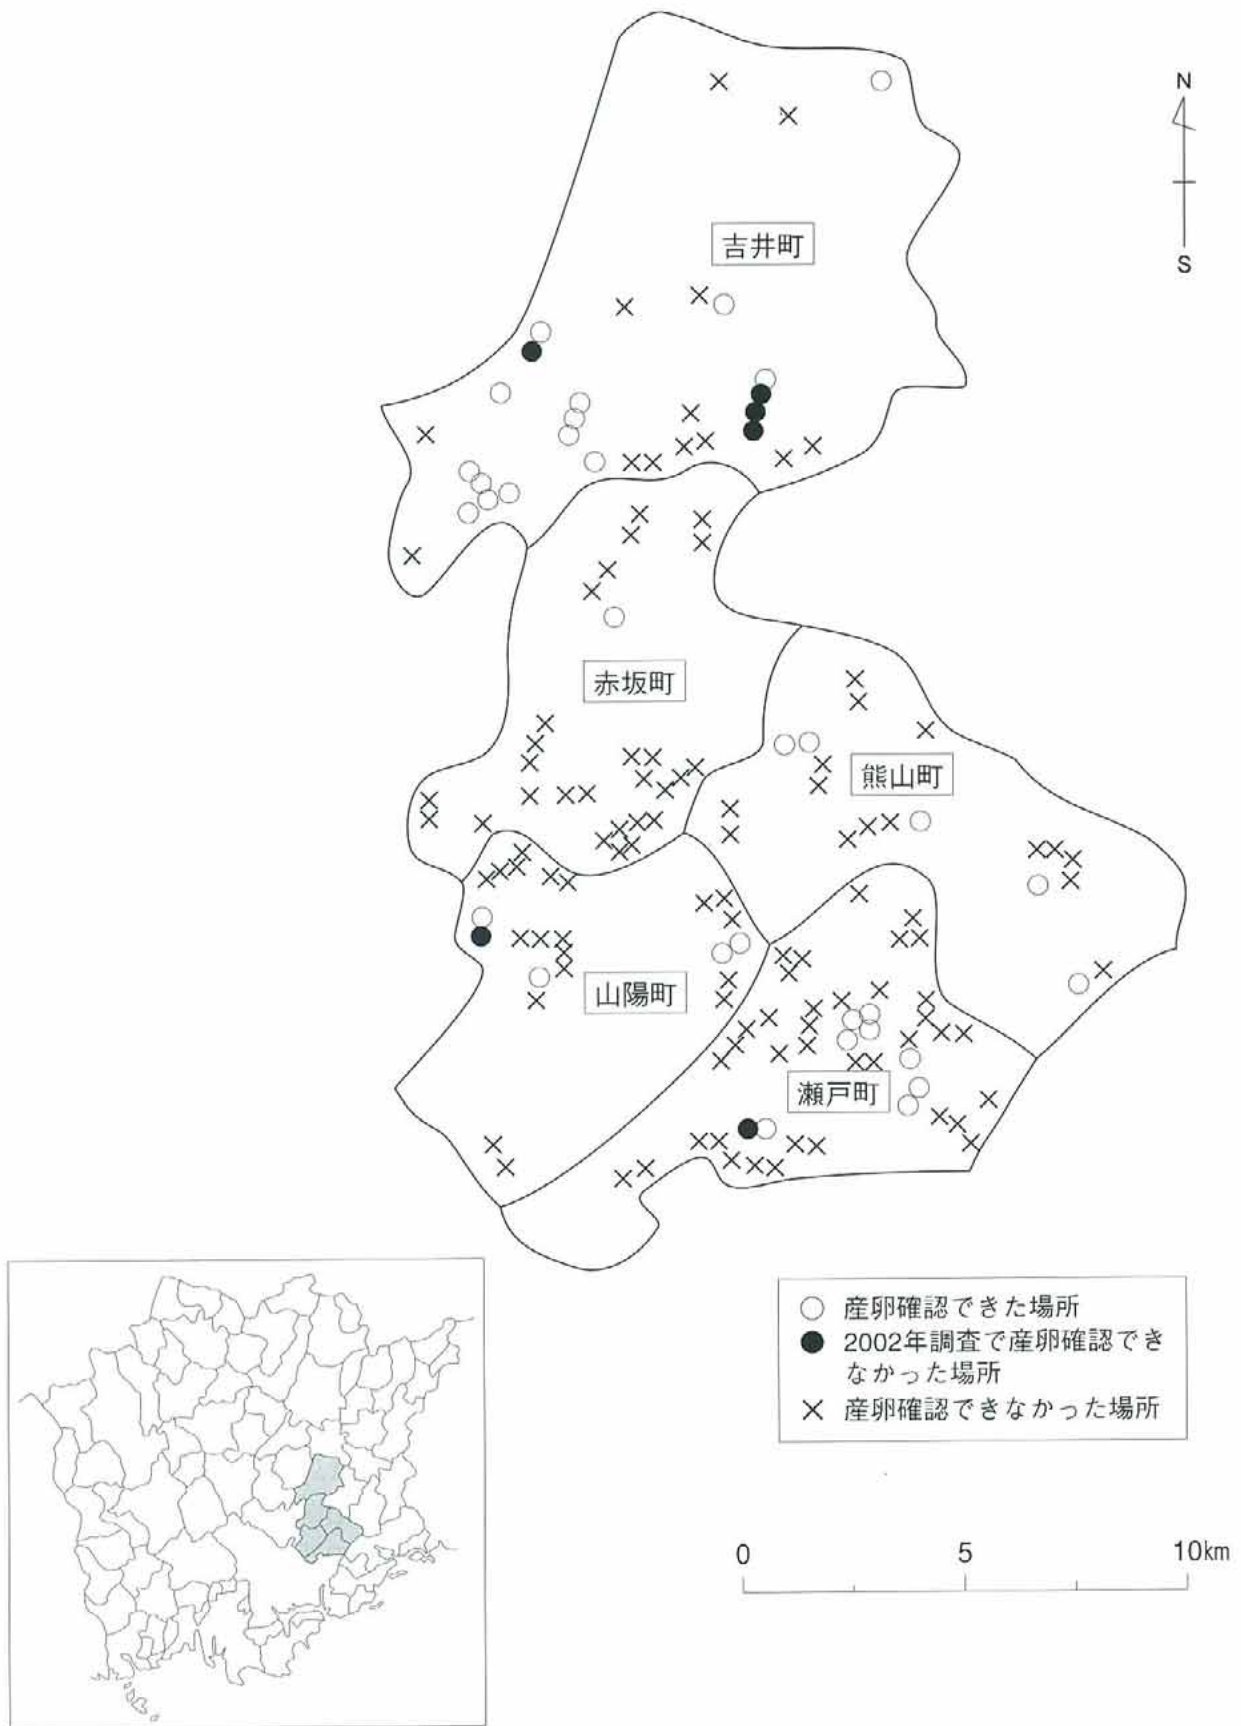 N
S
吉井町
赤坂町
熊山町
山陽町
瀬戸町
○ 産卵確認できた場所
● 2002年調査で産卵確認でき
なかった場所
× 産卵確認できなかった場所
0 5 10km